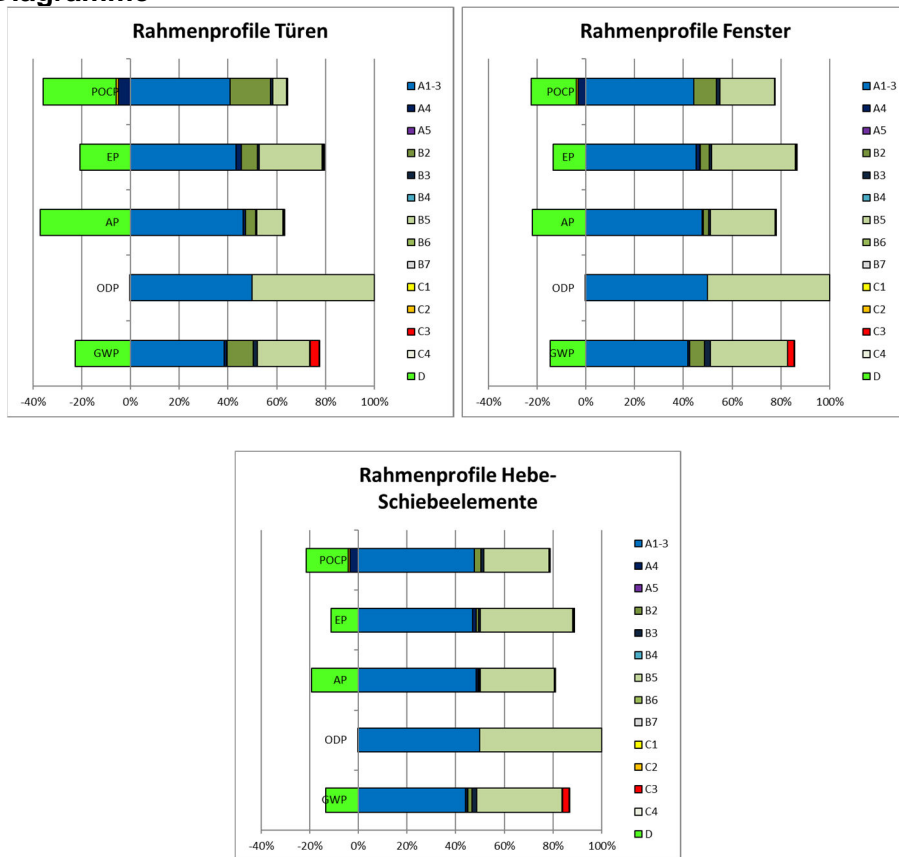 Diagramme
Rahmenprofile Türen
POCP
EP
AP
ODP
GWP
-40% -20% 0% 20% 40% 60% 80% 100%
A1-3
A4
A5
B2
B3
B4
B5
B6
B7
C1
C2
C3
C4
D
Rahmenprofile Fenster
POCP
EP
AP
ODP
GWP
-40% -20% 0% 20% 40% 60% 80% 100%
A1-3
A4
A5
B2
B3
B4
B5
B6
B7
C1
C2
C3
C4
D
Rahmenprofile Hebe-
Schiebeelemente
POCP
EP
AP
ODP
GWP
-40% -20% 0% 20% 40% 60% 80% 100%
A1-3
A4
A5
B2
B3
B4
B5
B6
B7
C1
C2
C3
C4
D